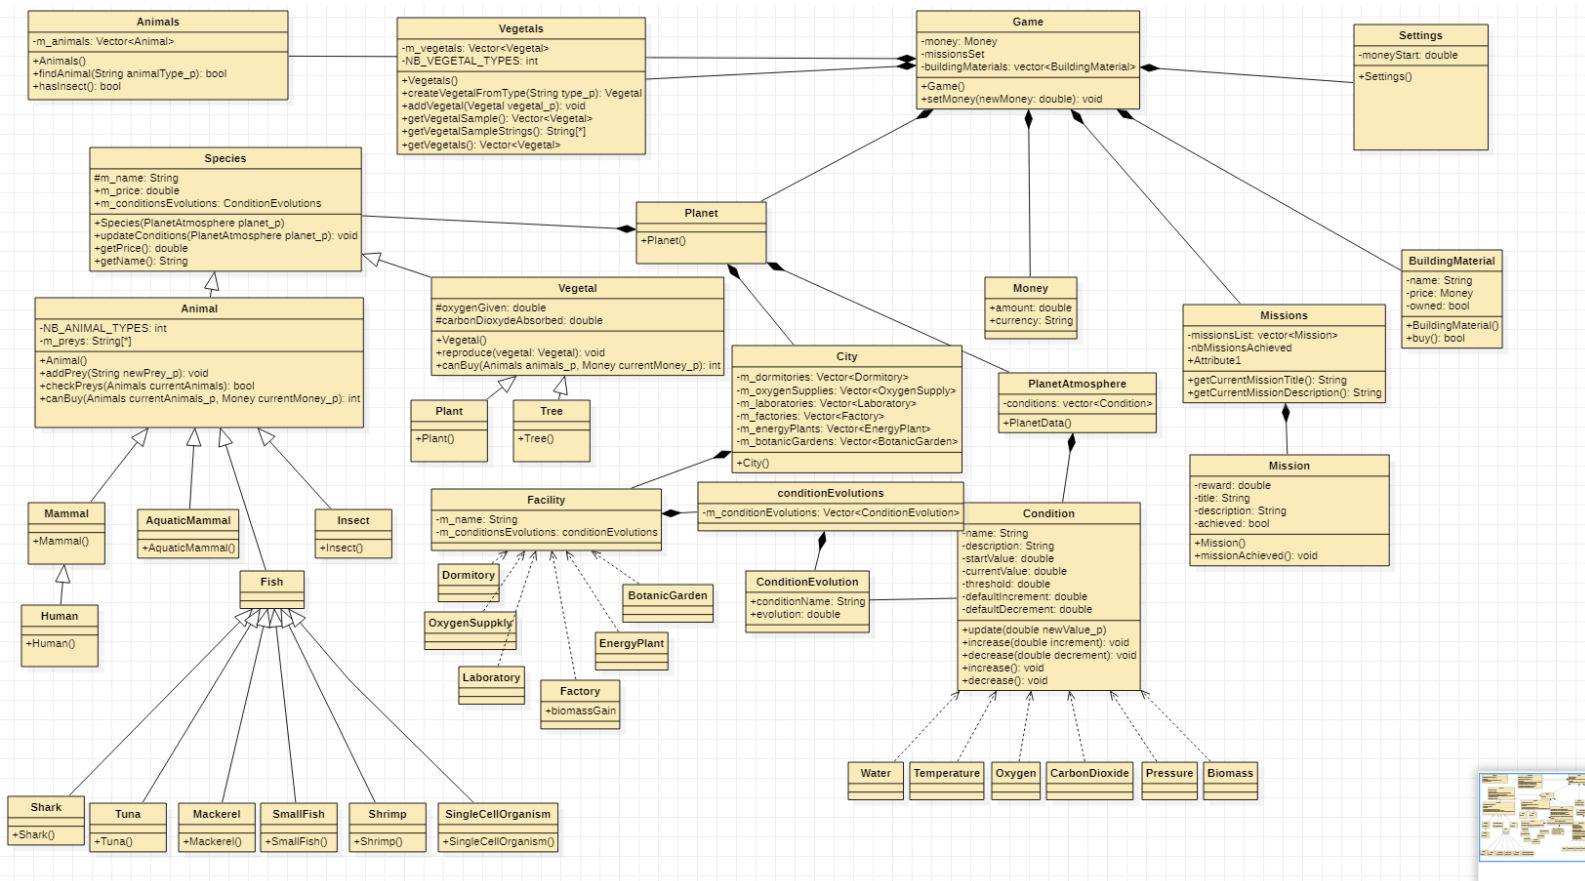 Animals
-m_animals: Vector<Animal>
+Animals()
+findAnimal(String animalType_p): bool
+hasInsect(): bool
Vegetals
-m_vegetals: Vector<Vegetal>
-NB_VEGETAL_TYPES: int
+Vegetals()
+createVegetalFromType(String type_p): Vegetal
+addVegetal(Vegetal vegetal_p): void
+getVegetalSample(): Vector<Vegetal>
+getVegetalSampleStrings(): String[*]
+getVegetals(): Vector<Vegetal>
Game
-money: Money
-missionsSet
-buildingMaterials: vector<BuildingMaterial>
+Game()
+setMoney(newMoney: double): void
Settings
-moneyStart: double
+Settings()
Species
#m_name: String
+m_price: double
+m_conditionsEvolutions: ConditionEvolutions
+Species(PlanetAtmosphere planet_p)
+updateConditions(PlanetAtmosphere planet_p): void
+getPrice(): double
+getName(): String
Planet
+Planet()
Animal
-NB_ANIMAL_TYPES: int
-m_preys: String[*]
+Animal()
+addPrey(String newPrey_p): void
+checkPreys(Animals currentAnimals): bool
+canBuy(Animals currentAnimals_p, Money currentMoney_p): int
Vegetal
#oxygenGiven: double
#carbonDioxydeAbsorbed: double
+Vegetal()
+reproduce(vegetal: Vegetal): void
+canBuy(Animals animals_p, Money currentMoney_p): int
Money
+amount: double
+currency: String
Missions
-missionsList: vector<Mission>
-nbMissionsAchieved
+Attribute1
+getCurrentMissionTitle(): String
+getCurrentMissionDescription(): String
BuildingMaterial
-name: String
-price: Money
-owned: bool
+BuildingMaterial()
+buy(): bool
City
-m_dormitories: Vector<Dormitory>
-m_oxygenSupplies: Vector<OxygenSupply>
-m_laboratories: Vector<Laboratory>
-m_factories: Vector<Factory>
-m_energyPlants: Vector<EnergyPlant>
-m_botanicGardens: Vector<BotanicGarden>
+City()
PlanetAtmosphere
-conditions: vector<Condition>
+PlanetData()
Plant
+Plant()
Tree
+Tree()
Mission
-reward: double
-title: String
-description: String
-achieved: bool
+Mission()
+missionAchieved(): void
Facility
-m_name: String
-m_conditionsEvolutions: conditionEvolutions
conditionEvolutions
-m_conditionEvolutions: Vector<ConditionEvolution>
Condition
-name: String
-description: String
-startValue: double
-currentValue: double
-threshold: double
-defaultIncrement: double
-defaultDecrement: double
+update(double newValue_p)
+increase(double increment): void
+decrease(double decrement): void
+increase(): void
+decrease(): void
Mammal
+Mammal()
AquaticMammal
+AquaticMammal()
Insect
+Insect()
Fish
Human
+Human()
Dormitory
OxygenSuppkly
Laboratory
Factory
+biomassGain
EnergyPlant
BotanicGarden
ConditionEvolution
+conditionName: String
+evolution: double
Water
Temperature
Oxygen
CarbonDioxide
Pressure
Biomass
Shark
+Shark()
Tuna
+Tuna()
Mackerel
+Mackerel()
SmallFish
+SmallFish()
Shrimp
+Shrimp()
SingleCellOrganism
+SingleCellOrganism()